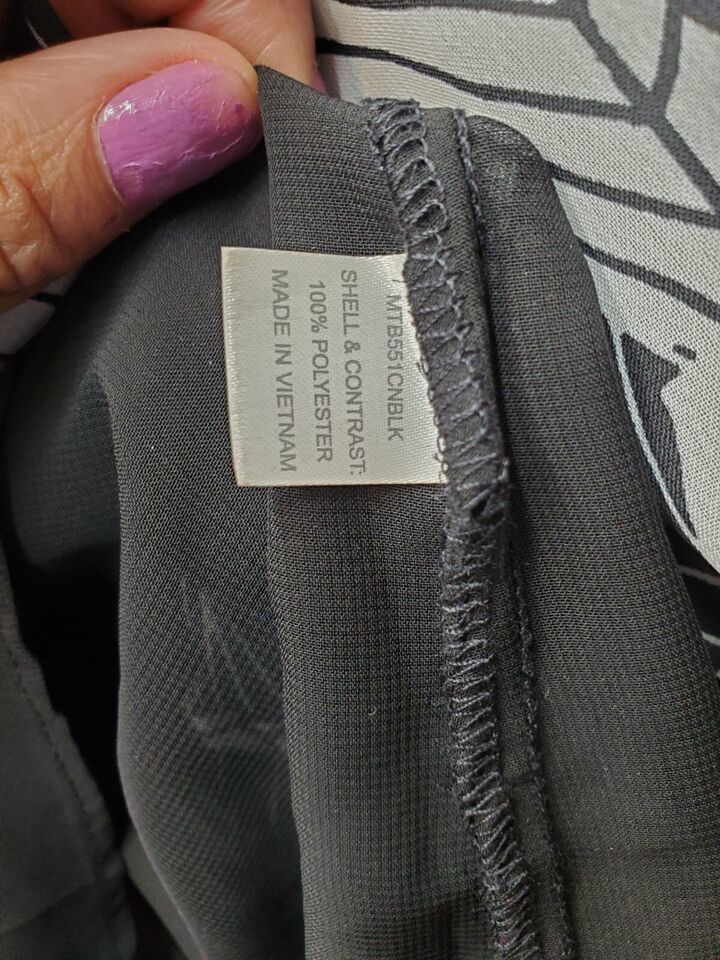 MTB551CNBLK
SHELL & CONTRAST:
100% POLYESTER
MADE IN VIETNAM